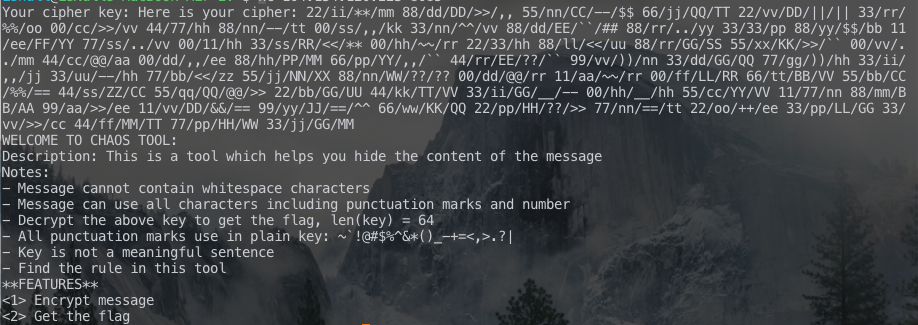 Your cipher key: Here is your cipher: 22/ii/**/mm 88/dd/DD/>>/,, 55/nn/CC/--/$$ 66/jj/QQ/TT 22/vv/DD/||/|| 33/rr/
%%/oo 00/cc/>>/vv 44/77/hh 88/nn/--/tt 00/ss/,,/kk 33/nn/^^/vv 88/dd/EE/``/## 88/rr/../yy 33/33/pp 88/yy/$$/bb 11
/ee/FF/YY 77/ss/../vv 00/11/hh 33/ss/RR/<</** 00/hh/~~/rr 22/33/hh 88/ll/<</uu 88/rr/GG/SS 55/xx/KK/>>/`` 00/vv/.
./mm 44/cc/@@/aa 00/dd/,,/ee 88/hh/PP/MM 66/pp/YY/,,/`` 44/rr/EE/??/`` 99/vv/))/nn 33/dd/GG/QQ 77/gg/))/hh 33/ii/
,,/jj 33/uu/--/hh 77/bb/<</zz 55/jj/NN/XX 88/nn/WW/??/?? 00/dd/@@/rr 11/aa/~~/rr 00/ff/LL/RR 66/tt/BB/VV 55/bb/CC
/%%/== 44/ss/ZZ/CC 55/qq/QQ/@@/>> 22/bb/GG/UU 44/kk/TT/VV 33/ii/GG/__/-- 00/hh/__/hh 55/cc/YY/VV 11/77/nn 88/mm/B
B/AA 99/aa/>>/ee 11/vv/DD/&&/== 99/yy/JJ/==/^^ 66/ww/KK/QQ 22/pp/HH/??/>> 77/nn/==/tt 22/oo/++/ee 33/pp/LL/GG 33/
vv/>>/cc 44/ff/MM/TT 77/pp/HH/WW 33/jj/GG/MM
WELCOME TO CHAOS TOOL:
Description: This is a tool which helps you hide the content of the message
Notes:
- Message cannot contain whitespace characters
- Message can use all characters including punctuation marks and number
- Decrypt the above key to get the flag, len(key) = 64
- All punctuation marks use in plain key: ~`!@#$%^&*()_-+=<,>.?|
- Key is not a meaningful sentence
- Find the rule in this tool
**FEATURES**
<1> Encrypt message
<2> Get the flag